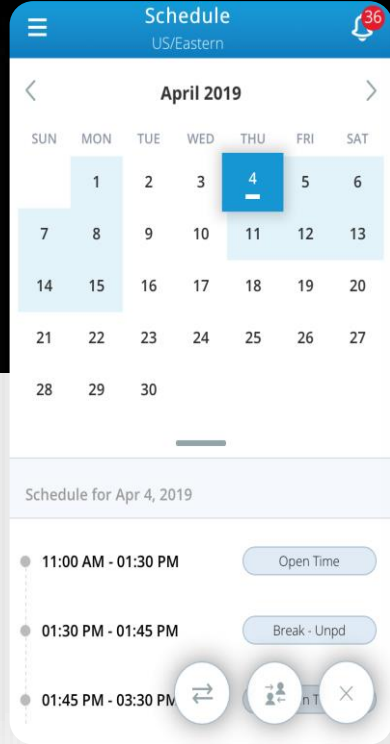 Schedule
36
US/Eastern
April 2019
SUN MON TUE WED THU FRI SAT
1 2 3 4 5 6
7 8 9 10 11 12 13
14 15 16 17 18 19 20
21 22 23 24 25 26 27
28 29 30
Schedule for Apr 4, 2019
11:00 AM - 01:30 PM Open Time
01:30 PM - 01:45 PM Break - Unpd
01:45 PM - 03:30 PM